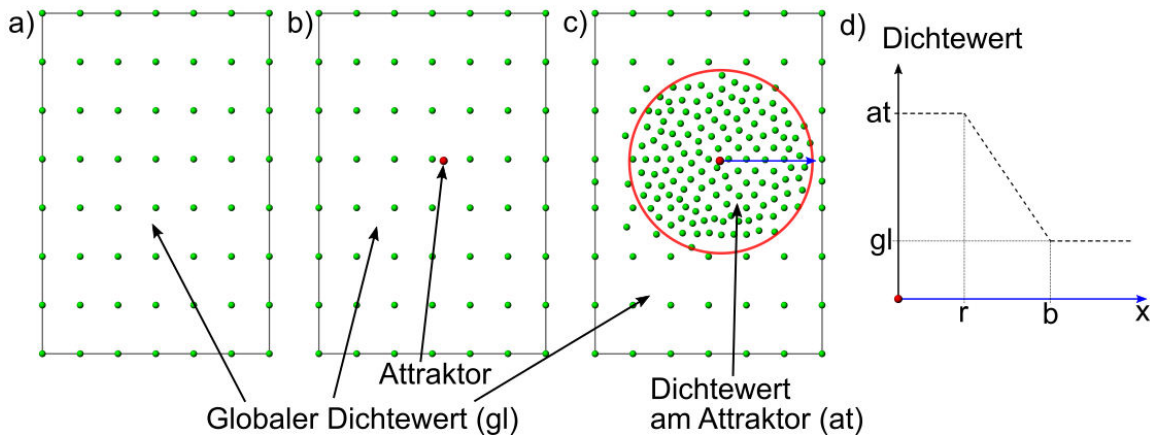 a)
b)
c)
d)
Dichtewert
at
gl
r
b
x
Attraktor
Globaler Dichtewert (gl)
Dichtewert
am Attraktor (at)